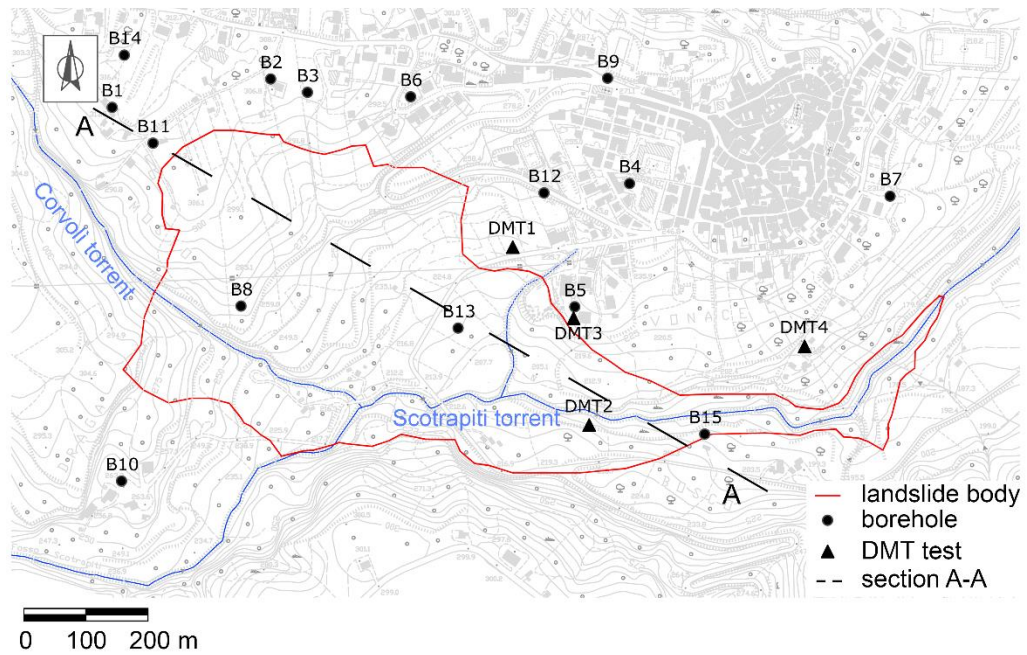 B14
B2
B3
B6
B9
B1
A
B11
B12
B4
B7
DMT1
Corvolì torrent
B8
B5
DMT3
B13
DMT4
DMT2
Scotrapiti torrent
B15
A
B10
landslide body
borehole
DMT test
section A-A
0 100 200 m